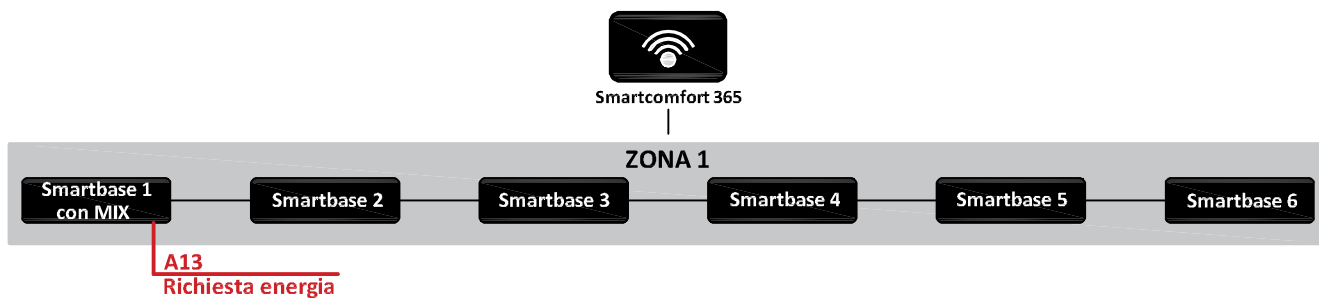 Smartcomfort 365
ZONA 1
Smartbase 1
con MIX
Smartbase 2
Smartbase 3
Smartbase 4
Smartbase 5
Smartbase 6
A13
Richiesta energia